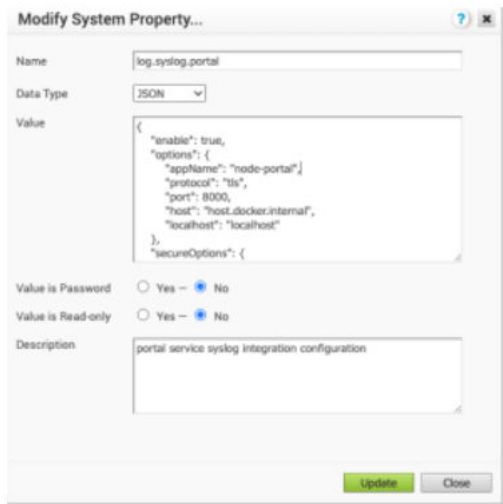 Modify System Property...
?
Name log.syslog.portal
Data Type JSON
Value {
"enable": true,
"options": {
"appName": "node-portal",
"protocol": "tls",
"port": 8000,
"host": "host.docker.internal",
"localhost": "localhost"
},
"secureOptions": {
Value is Password Yes – No
Value is Read-only Yes – No
Description portal service syslog integration configuration
Update Close